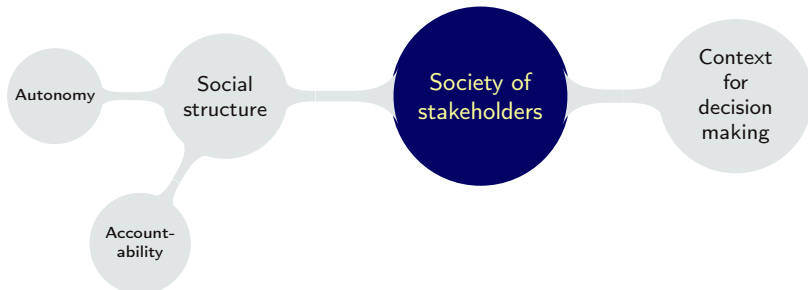 Autonomy
Social
structure
Account-
ability
Society of
stakeholders
Context
for
decision
making